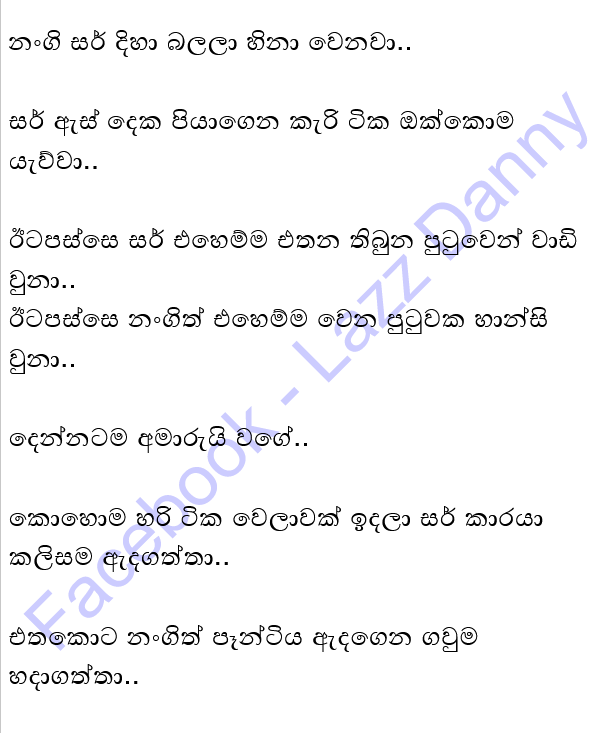 නංගි සර් දිහා බලලා හිනා වෙනවා..
සර් ඇස් දෙක පියාගෙන කැරි ටික ඔක්කොම
යැව්වා..
ඊටපස්සෙ සර් එහෙම්ම එතන තිබුන පුටුවෙන් වාඩි
වුනා..
ඊටපස්සෙ නංගිත් එහෙම්ම වෙන පුටුවක හාන්සි
වුනා..
දෙන්නටම අමාරුයි වගේ..
කොහොම හරි ටික වෙලාවක් ඉදලා සර් කාරයා
කලිසම ඇදගත්තා..
එතකොට නංගිත් පෑන්ටිය ඇදගෙන ගවුම
හදාගත්තා..
Facebook - Lazz Danny